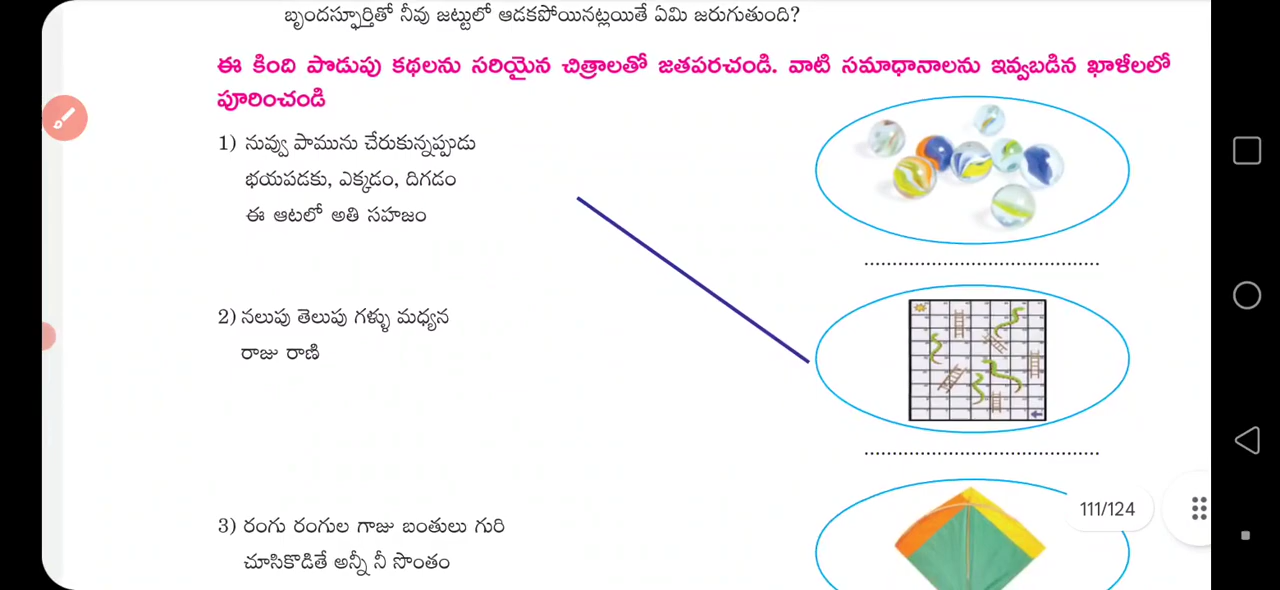 బృందస్ఫూర్తితో నీవు జట్టులో ఆడకపోయినట్లయితే ఏమి జరుగుతుంది?
ఈ కింది పొడుపు కథలను సరియైన చిత్రాలతో జతపరచండి. వాటి సమాధానాలను ఇవ్వబడిన ఖాళీలలో
పూరించండి
1) నువ్వు పామును చేరుకున్నప్పుడు
భయపడకు, ఎక్కడం, దిగడం
ఈ ఆటలో అతి సహజం
2) నలుపు తెలుపు గళ్ళు మధ్యన
రాజు రాణి
3) రంగు రంగుల గాజు బంతులు గురి
చూసికొడితే అన్నీ నీ సొంతం
111/124